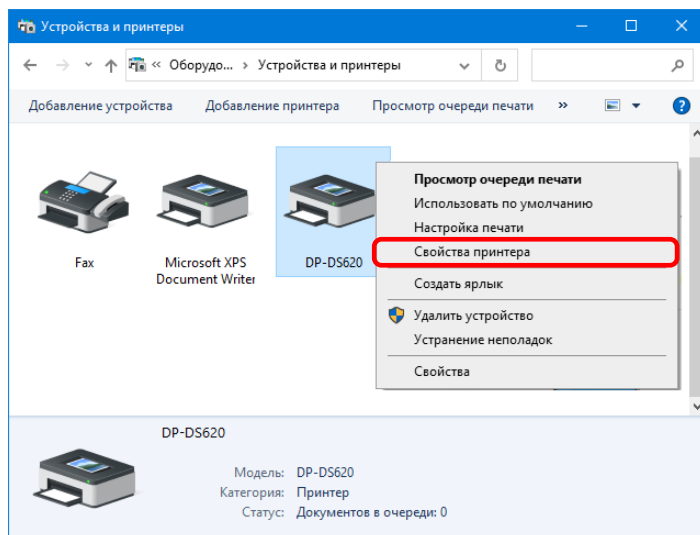 Устройства и принтеры
« Оборудо... › Устройства и принтеры
Добавление устройства Добавление принтера Просмотр очереди печати »
Просмотр очереди печати
Использовать по умолчанию
Настройка печати
Свойства принтера
Создать ярлык
Удалить устройство
Устранение неполадок
Свойства
Fax
Microsoft XPS
Document Writer
DP-DS620
DP-DS620
Модель: DP-DS620
Категория: Принтер
Статус: Документов в очереди: 0